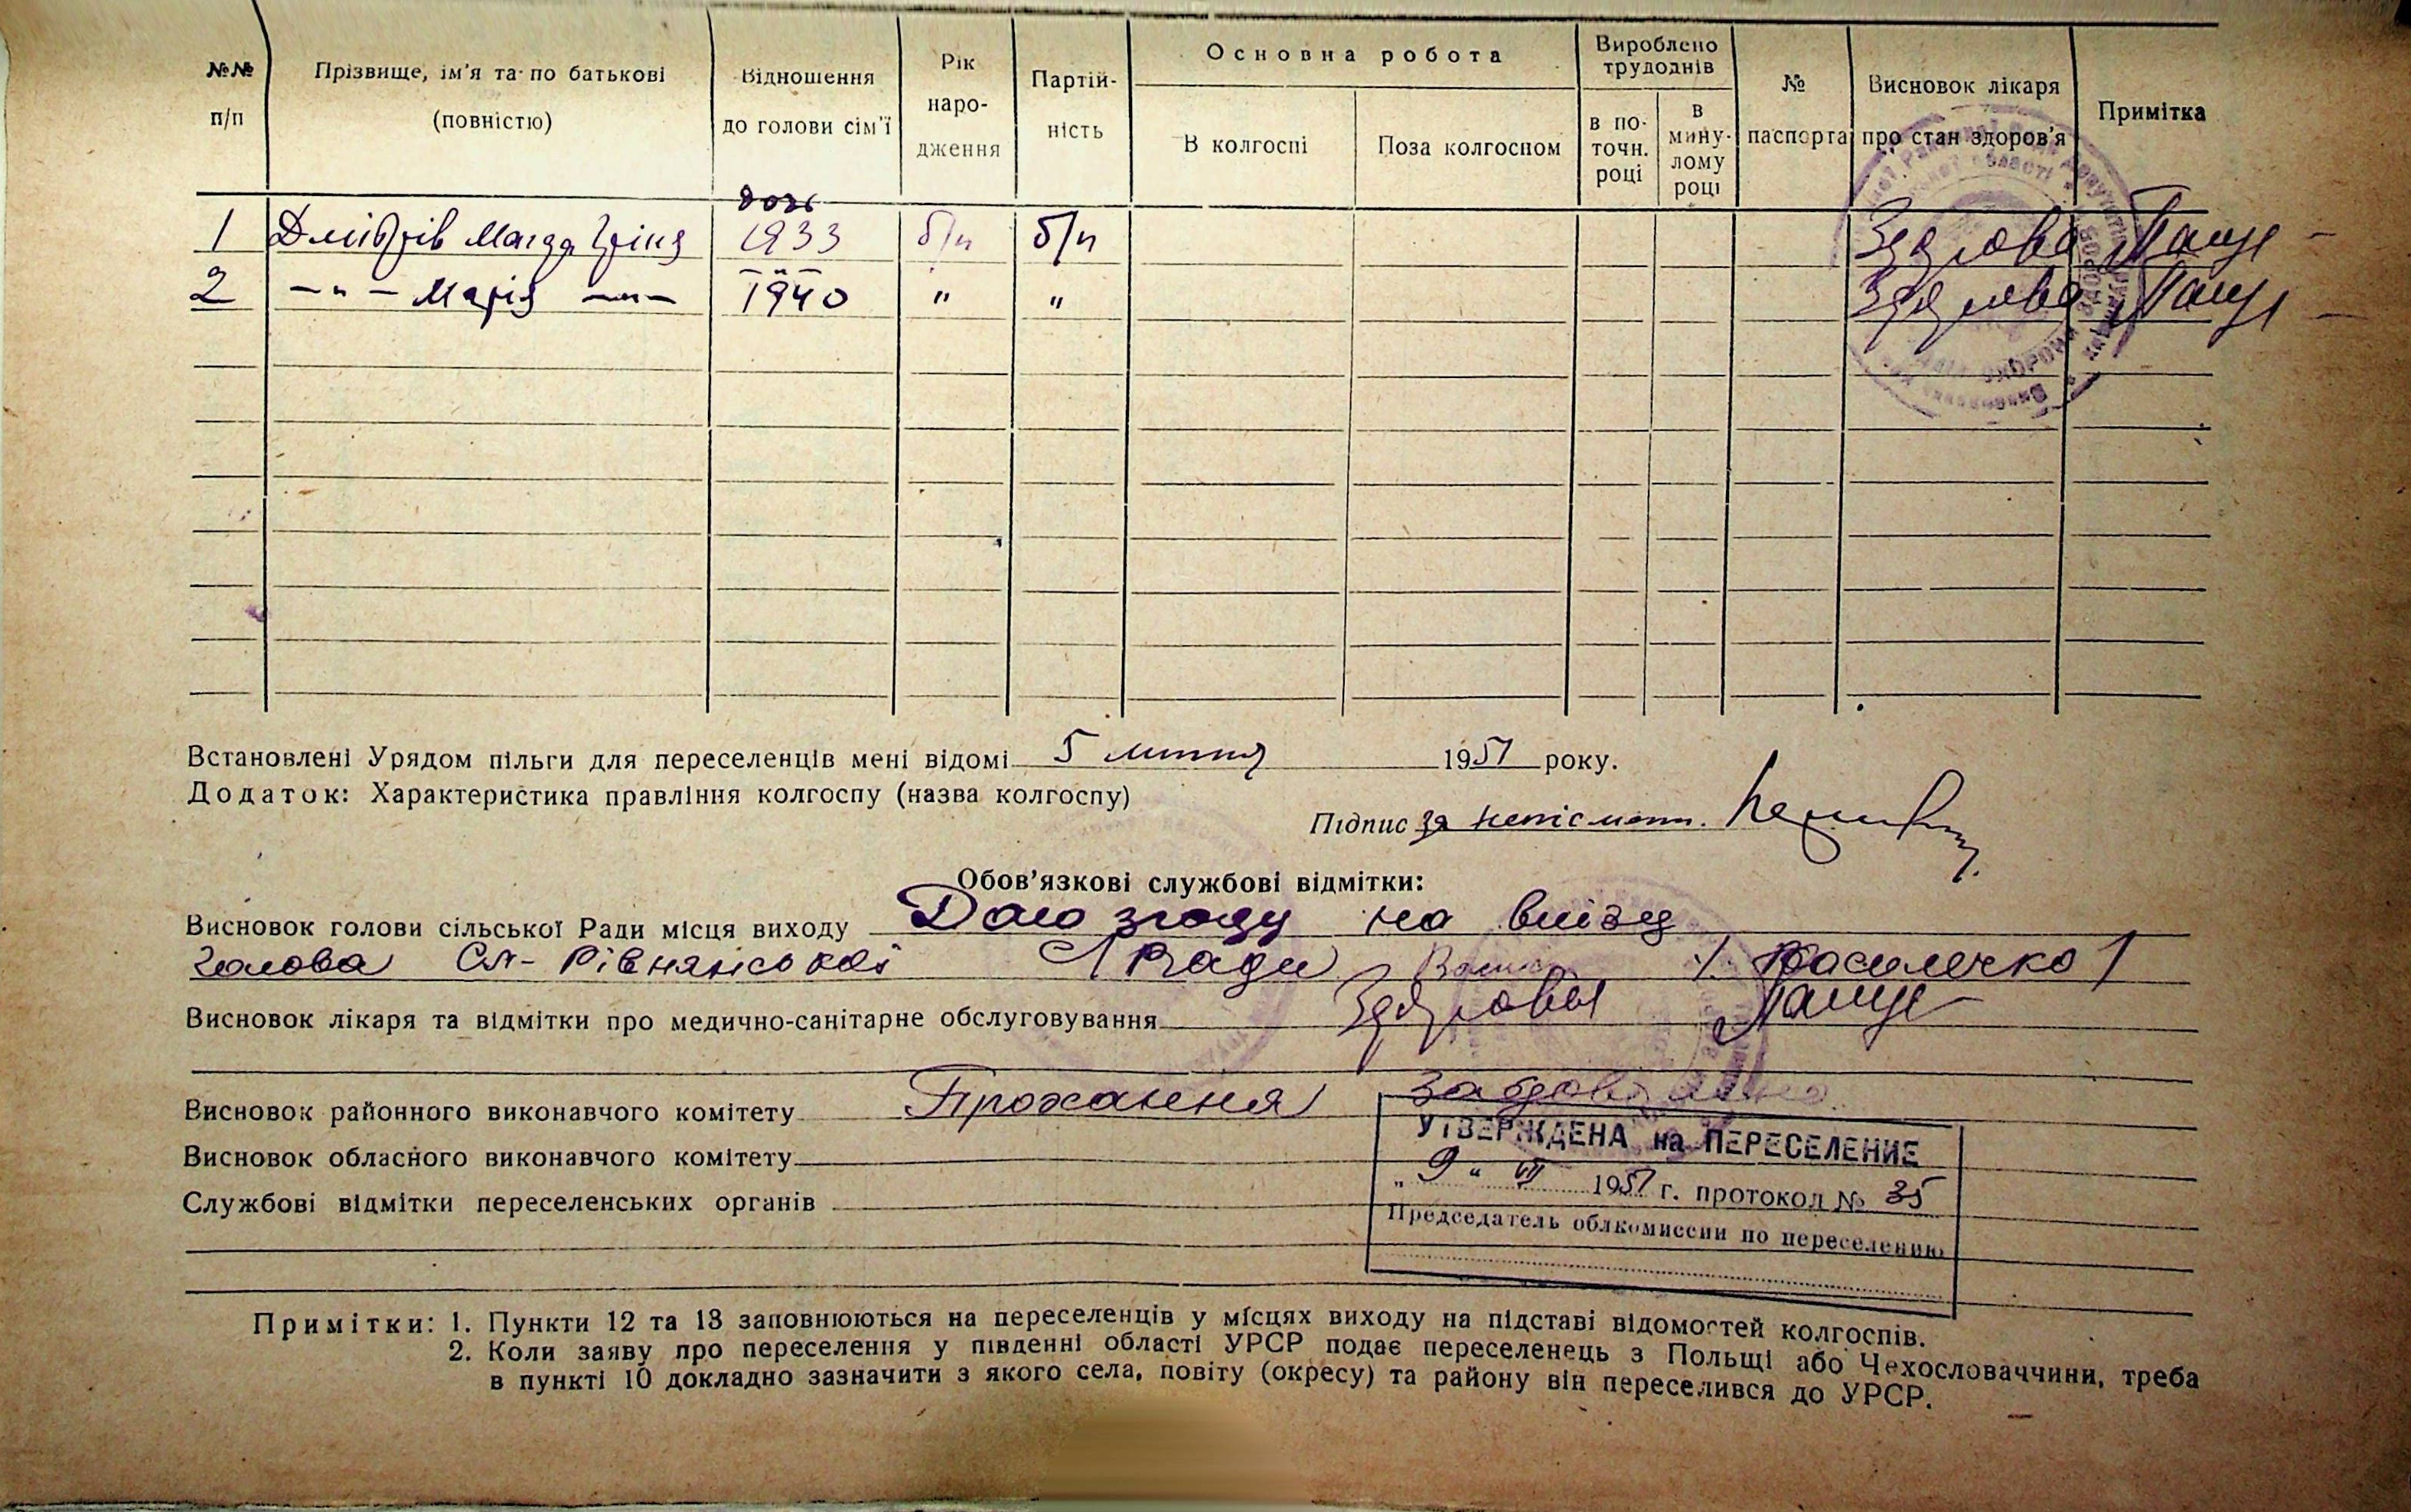 №№ п/п
Прізвище, ім'я та по батькові (повністю)
Відношення до голови сім'ї
Рік народження
Партійність
Основна робота
В колгоспі
Поза колгоспом
Вироблено трудоднів
в поточн. році
в минулому році
№ паспорта
Висновок лікаря про стан здоров'я
Примітка
дочь
1 Дмитрів Магда 1933 б/п б/п Здорова
2 —"— Марія —"— 1940 " " Здорова
Встановлені Урядом пільги для переселенців мені відомі 5 липня 1951 року.
Додаток: Характеристика правління колгоспу (назва колгоспу)
Підпис за неписьмен.
Обов'язкові службові відмітки:
Висновок голови сільської Ради місця виходу Даю згоду на виїзд
Голова Сл-Рівнянської С/Ради /Василечко/
Висновок лікаря та відмітки про медично-санітарне обслуговування Здорові
Висновок районного виконавчого комітету Прохання задовільнено
Висновок обласного виконавчого комітету
УТВЕРЖДЕНА на ПЕРЕСЕЛЕНИЕ
„ 9 " VII 1951 г. протокол № 35
Председатель облкомиссии по переселению
Службові відмітки переселенських органів
Примітки: 1. Пункти 12 та 13 заповнюються на переселенців у місцях виходу на підставі відомостей колгоспів.
2. Коли заяву про переселення у південні області УРСР подає переселенець з Польщі або Чехословаччини, треба
в пункті 10 докладно зазначити з якого села, повіту (окресу) та району він переселився до УРСР.